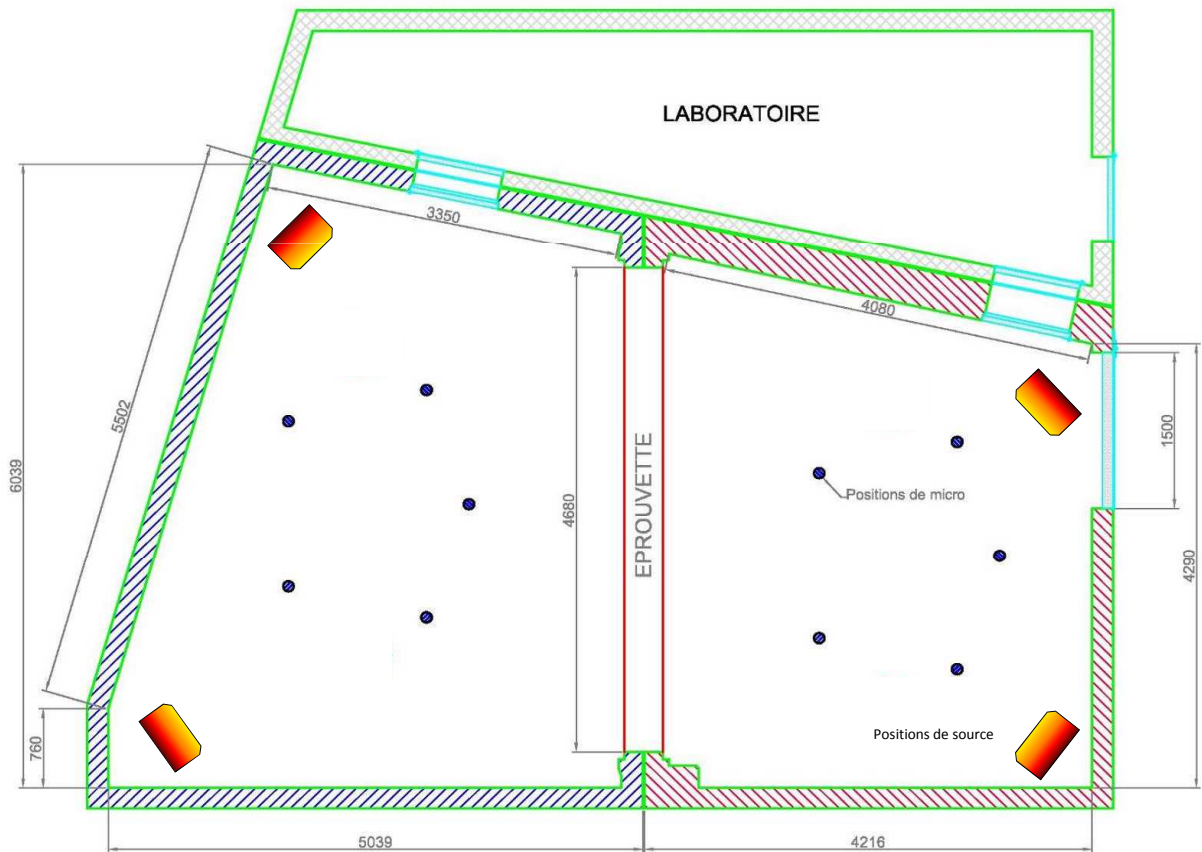 LABORATOIRE
3350
4080
5502
6039
4680
EPROUVETTE
1500
Positions de micro
4290
760
Positions de source
5039
4216